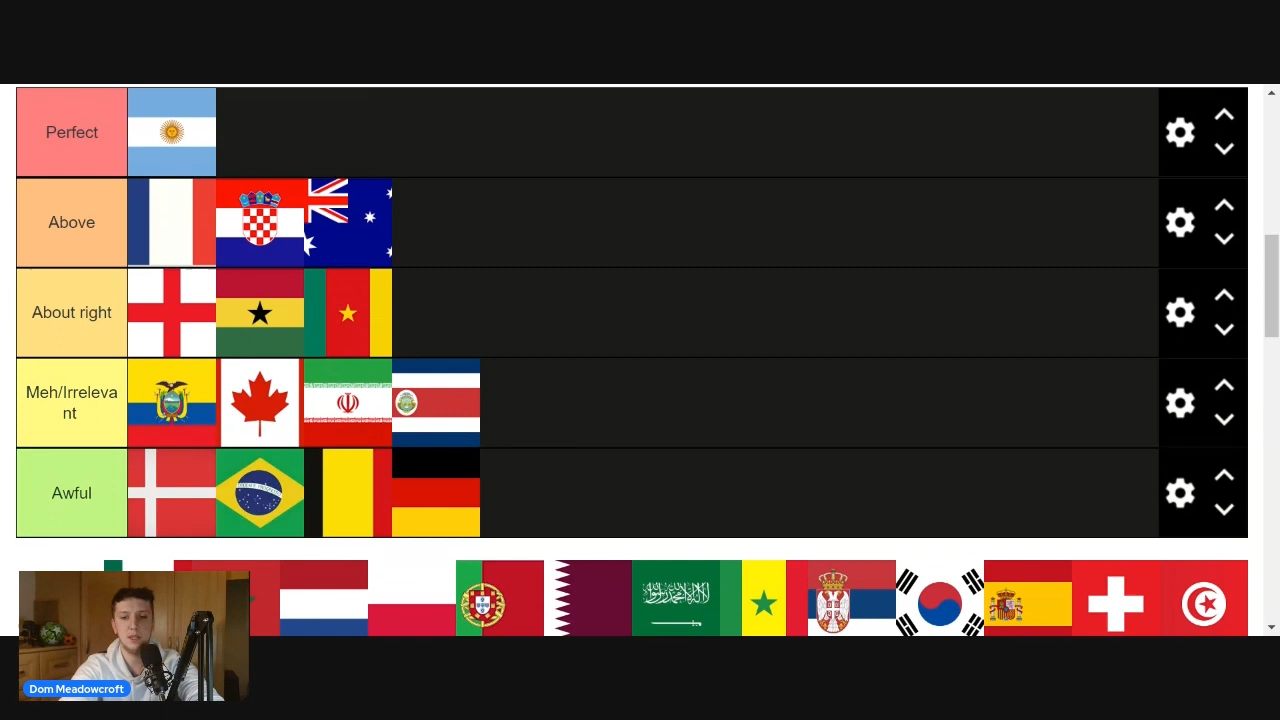 Perfect
Above
About right
Meh/Irreleva
nt
Awful
Dom Meadowcroft